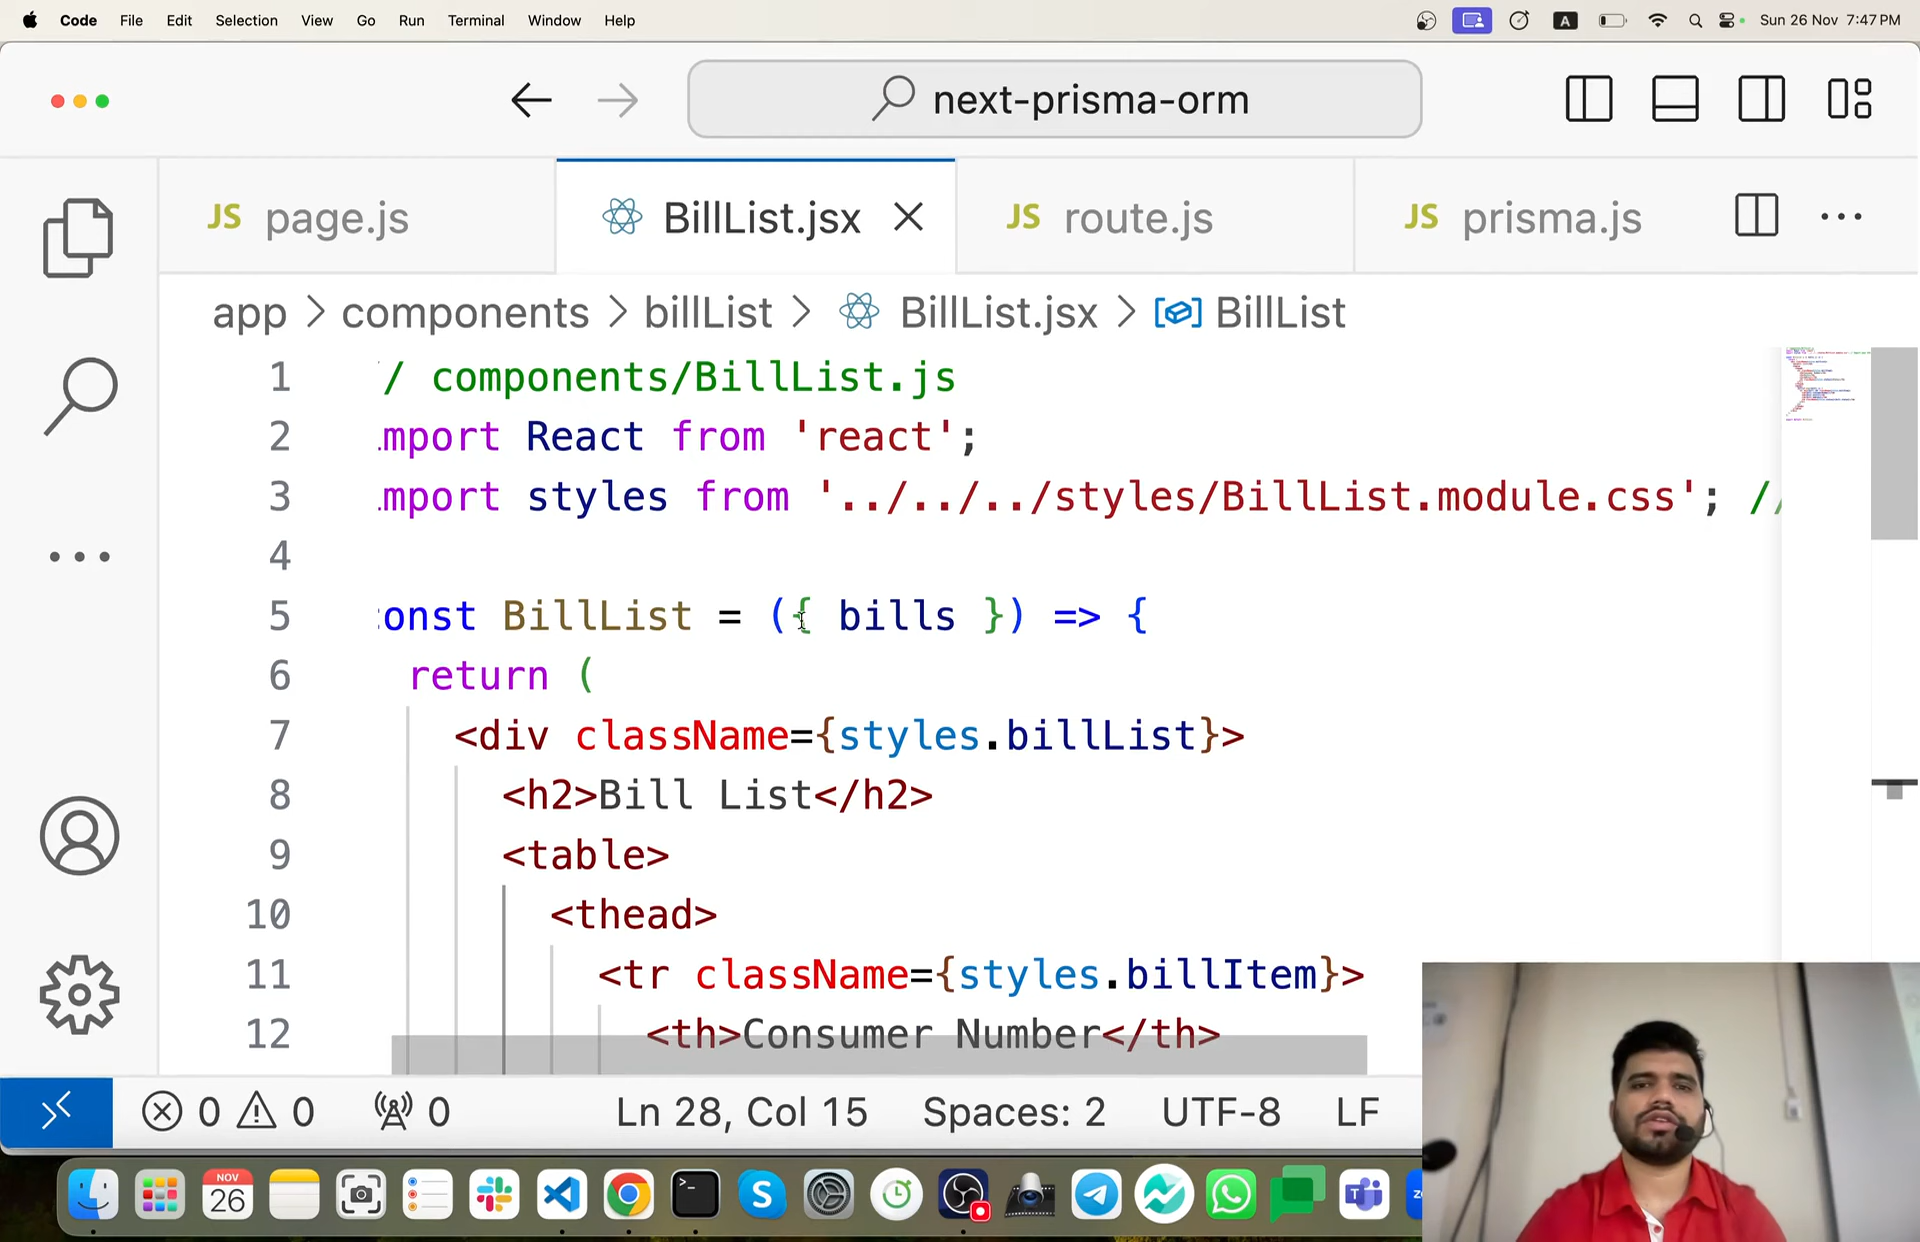 Code File Edit Selection View Go Run Terminal Window Help A Sun 26 Nov 7:47 PM
next-prisma-orm
JS page.js BillList.jsx JS route.js JS prisma.js
app > components > billList > BillList.jsx > BillList
1 / components/BillList.js
2 mport React from 'react';
3 mport styles from '../../../styles/BillList.module.css'; //
4
5 onst BillList = ({ bills }) => {
6 return (
7 <div className={styles.billList}>
8 <h2>Bill List</h2>
9 <table>
10 <thead>
11 <tr className={styles.billItem}>
12 <th>Consumer Number</th>
0 0 0 Ln 28, Col 15 Spaces: 2 UTF-8 LF
NOV
26
S
T